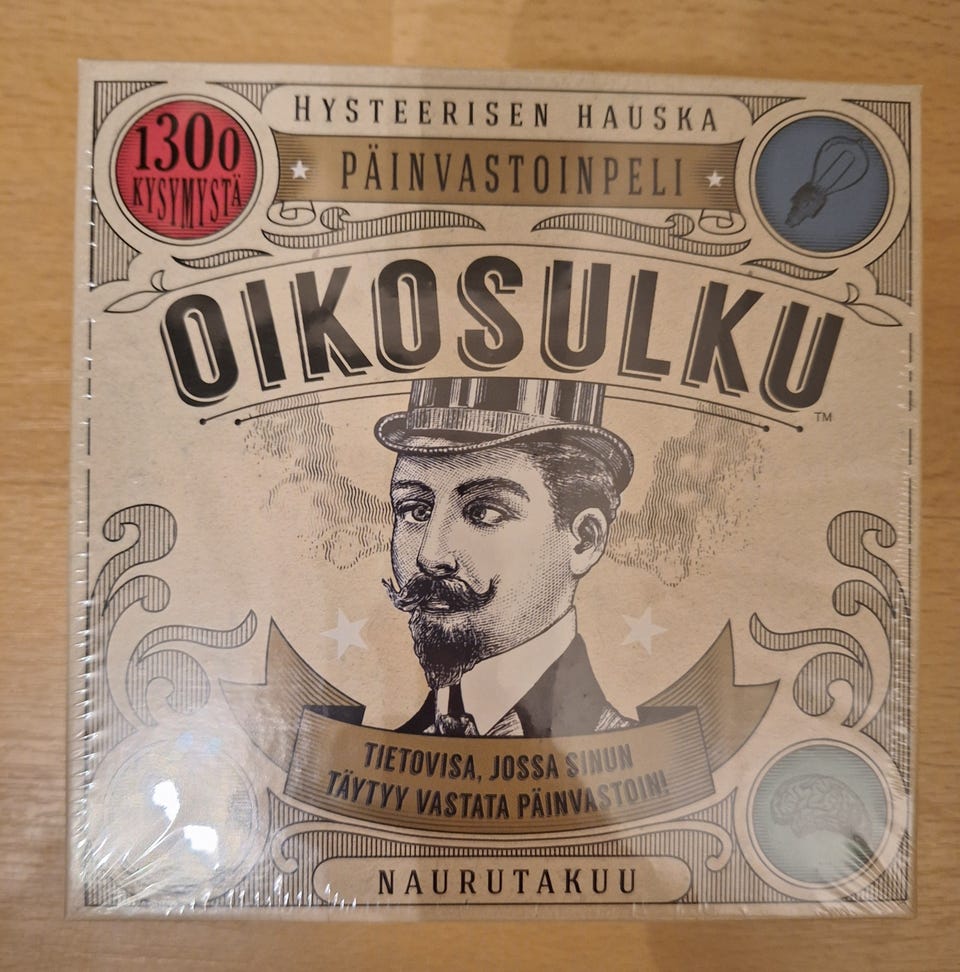 1300
KYSYMYSTÄ
HYSTEERISEN HAUSKA
PÄINVASTOINPELI
OIKOSULKU
TM
TIETOVISA, JOSSA SINUN
TÄYTYY VASTATA PÄINVASTOIN!
NAURUTAKUU